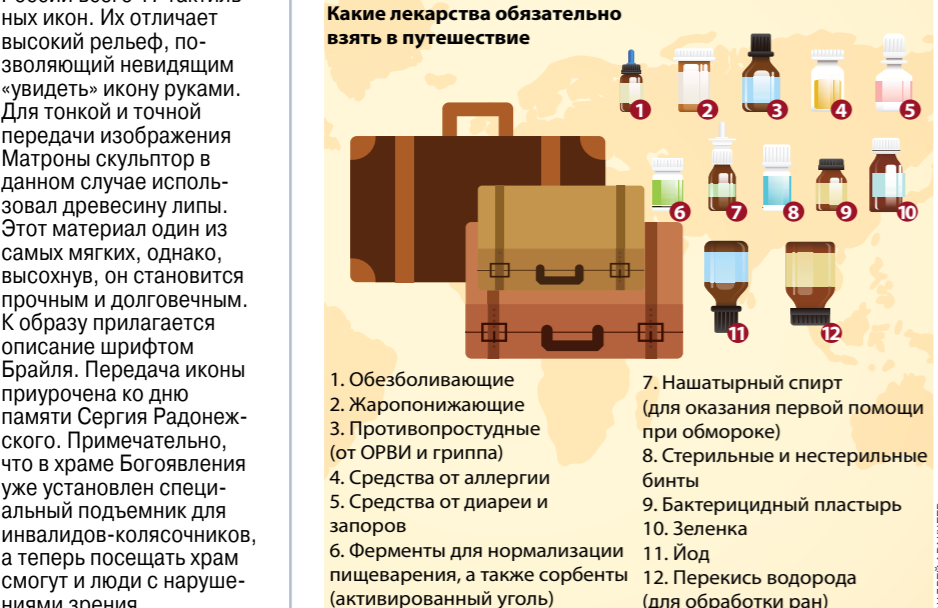 ных икон. Их отличает
высокий рельеф, по-
зволяющий невидящим
«увидеть» икону руками.
Для тонкой и точной
передачи изображения
Матроны скульптор в
данном случае исполь-
зовал древесину липы.
Этот материал один из
самых мягких, однако,
высохнув, он становится
прочным и долговечным.
К образу прилагается
описание шрифтом
Брайля. Передача иконы
приурочена ко дню
памяти Сергия Радонеж-
ского. Примечательно,
что в храме Богоявления
уже установлен специ-
альный подъемник для
инвалидов-колясочников,
а теперь посещать храм
смогут и люди с наруше-
ниями зрения
Какие лекарства обязательно
взять в путешествие
1 2 3 4 5
6 7 8 9 10
11 12
1. Обезболивающие
2. Жаропонижающие
3. Противопростудные
(от ОРВИ и гриппа)
4. Средства от аллергии
5. Средства от диареи и
запоров
6. Ферменты для нормализации
пищеварения, а также сорбенты
(активированный уголь)
7. Нашатырный спирт
(для оказания первой помощи
при обмороке)
8. Стерильные и нестерильные
бинты
9. Бактерицидный пластырь
10. Зеленка
11. Йод
12. Перекись водорода
(для обработки ран)